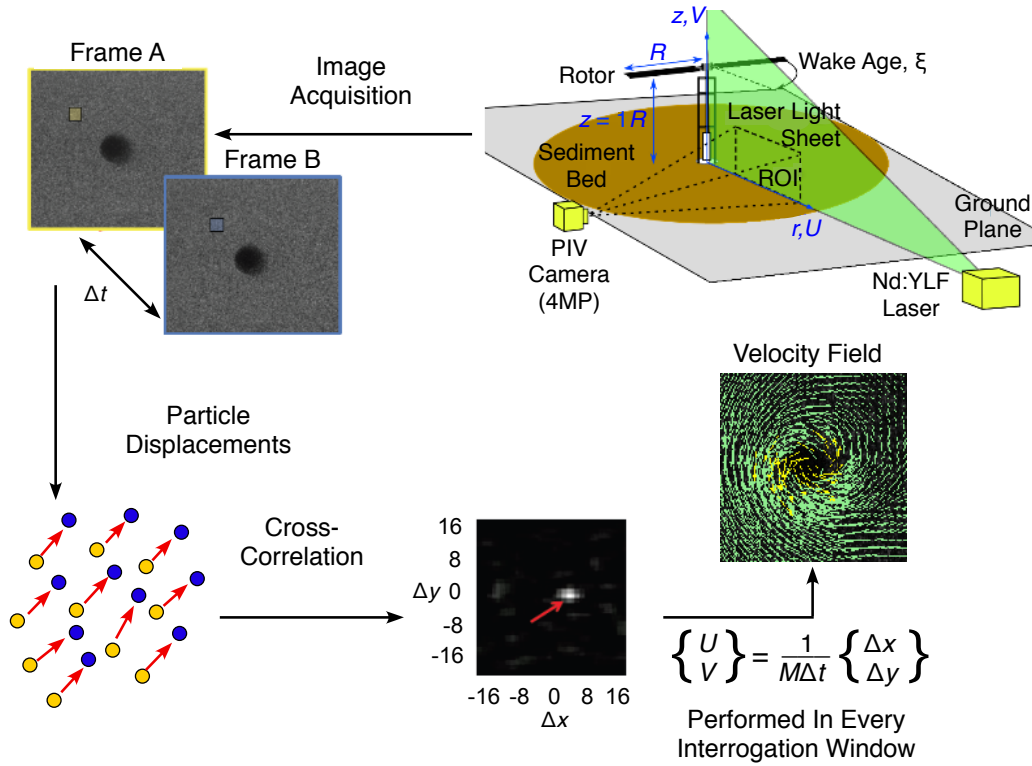 Frame A
Image
Acquisition
Frame B
Δt
z,V
R
Rotor
Wake Age, ξ
z = 1R
Laser Light
Sheet
Sediment
Bed
ROI
r,U
Ground
Plane
PIV
Camera
(4MP)
Nd:YLF
Laser
Particle
Displacements
Cross-
Correlation
16
8
Δy 0
-8
-16
-16 -8 0 8 16
Δx
Velocity Field
{U V} = 1/MΔt {Δx Δy}
Performed In Every
Interrogation Window